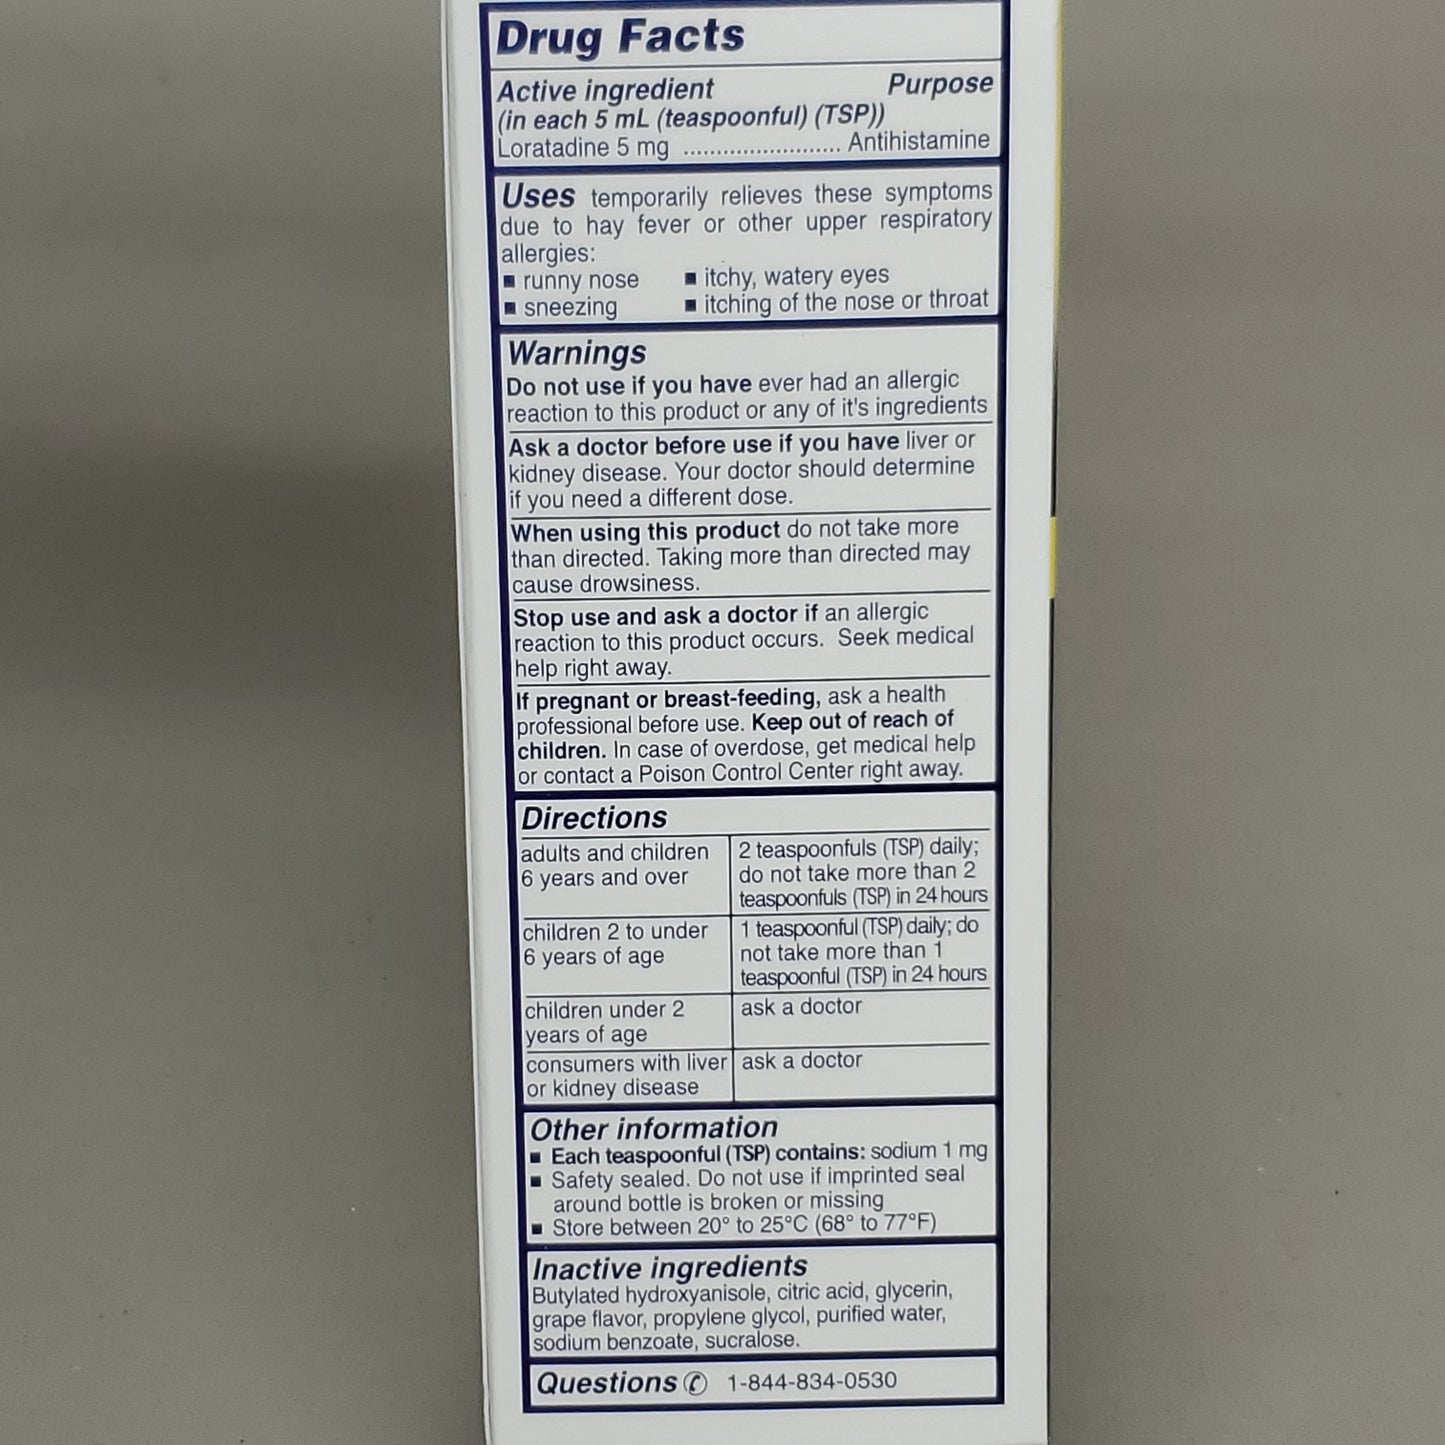 Drug Facts
Active ingredient Purpose
(in each 5 mL (teaspoonful) (TSP))
Loratadine 5 mg ........................ Antihistamine
Uses temporarily relieves these symptoms
due to hay fever or other upper respiratory
allergies:
■ runny nose ■ itchy, watery eyes
■ sneezing ■ itching of the nose or throat
Warnings
Do not use if you have ever had an allergic
reaction to this product or any of it's ingredients
Ask a doctor before use if you have liver or
kidney disease. Your doctor should determine
if you need a different dose.
When using this product do not take more
than directed. Taking more than directed may
cause drowsiness.
Stop use and ask a doctor if an allergic
reaction to this product occurs. Seek medical
help right away.
If pregnant or breast-feeding, ask a health
professional before use. Keep out of reach of
children. In case of overdose, get medical help
or contact a Poison Control Center right away.
Directions
adults and children
6 years and over
2 teaspoonfuls (TSP) daily;
do not take more than 2
teaspoonfuls (TSP) in 24 hours
children 2 to under
6 years of age
1 teaspoonful (TSP) daily; do
not take more than 1
teaspoonful (TSP) in 24 hours
children under 2
years of age
ask a doctor
consumers with liver
or kidney disease
ask a doctor
Other information
■ Each teaspoonful (TSP) contains: sodium 1 mg
■ Safety sealed. Do not use if imprinted seal
around bottle is broken or missing
■ Store between 20° to 25°C (68° to 77°F)
Inactive ingredients
Butylated hydroxyanisole, citric acid, glycerin,
grape flavor, propylene glycol, purified water,
sodium benzoate, sucralose.
Questions ✆ 1-844-834-0530